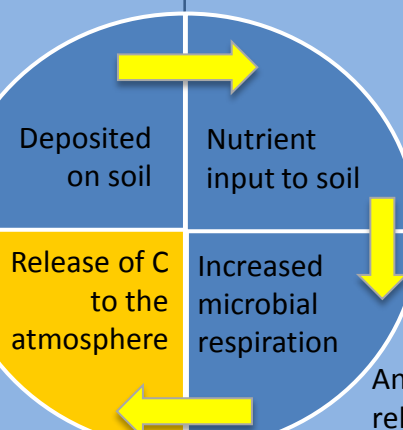 Deposited
on soil
Nutrient
input to soil
Release of C
to the
atmosphere
Increased
microbial
respiration